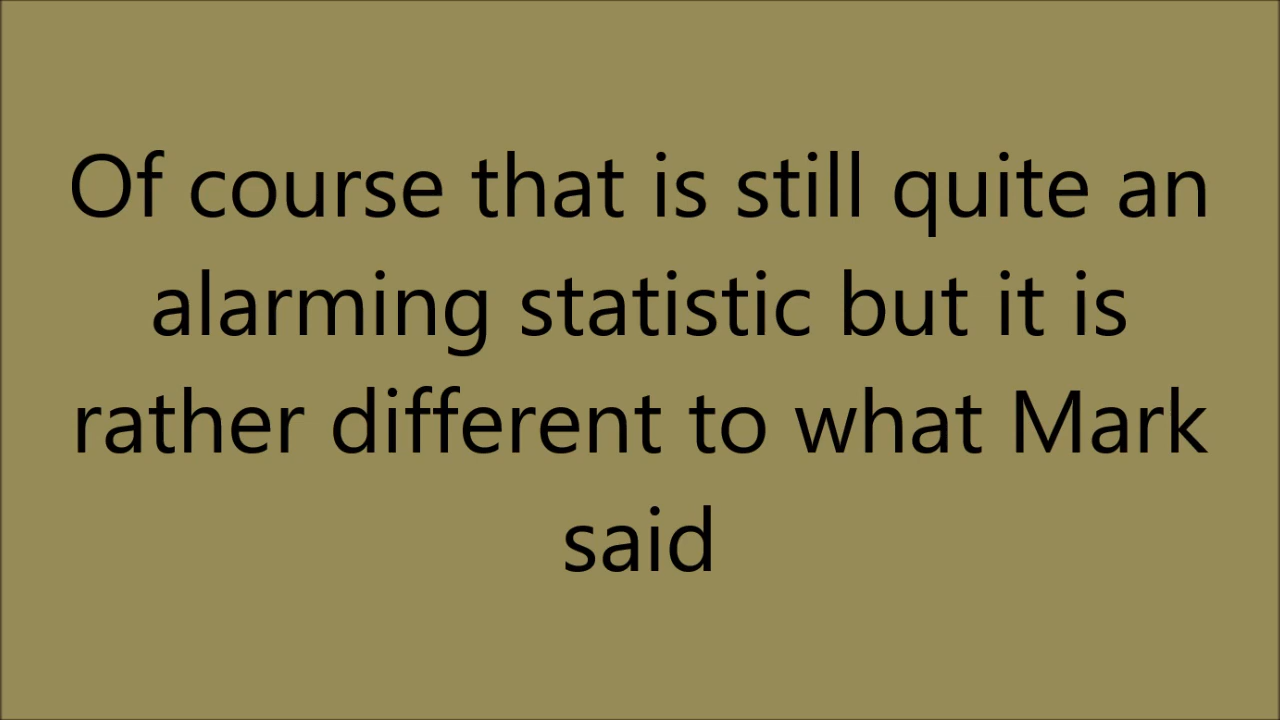 Of course that is still quite an
alarming statistic but it is
rather different to what Mark
said